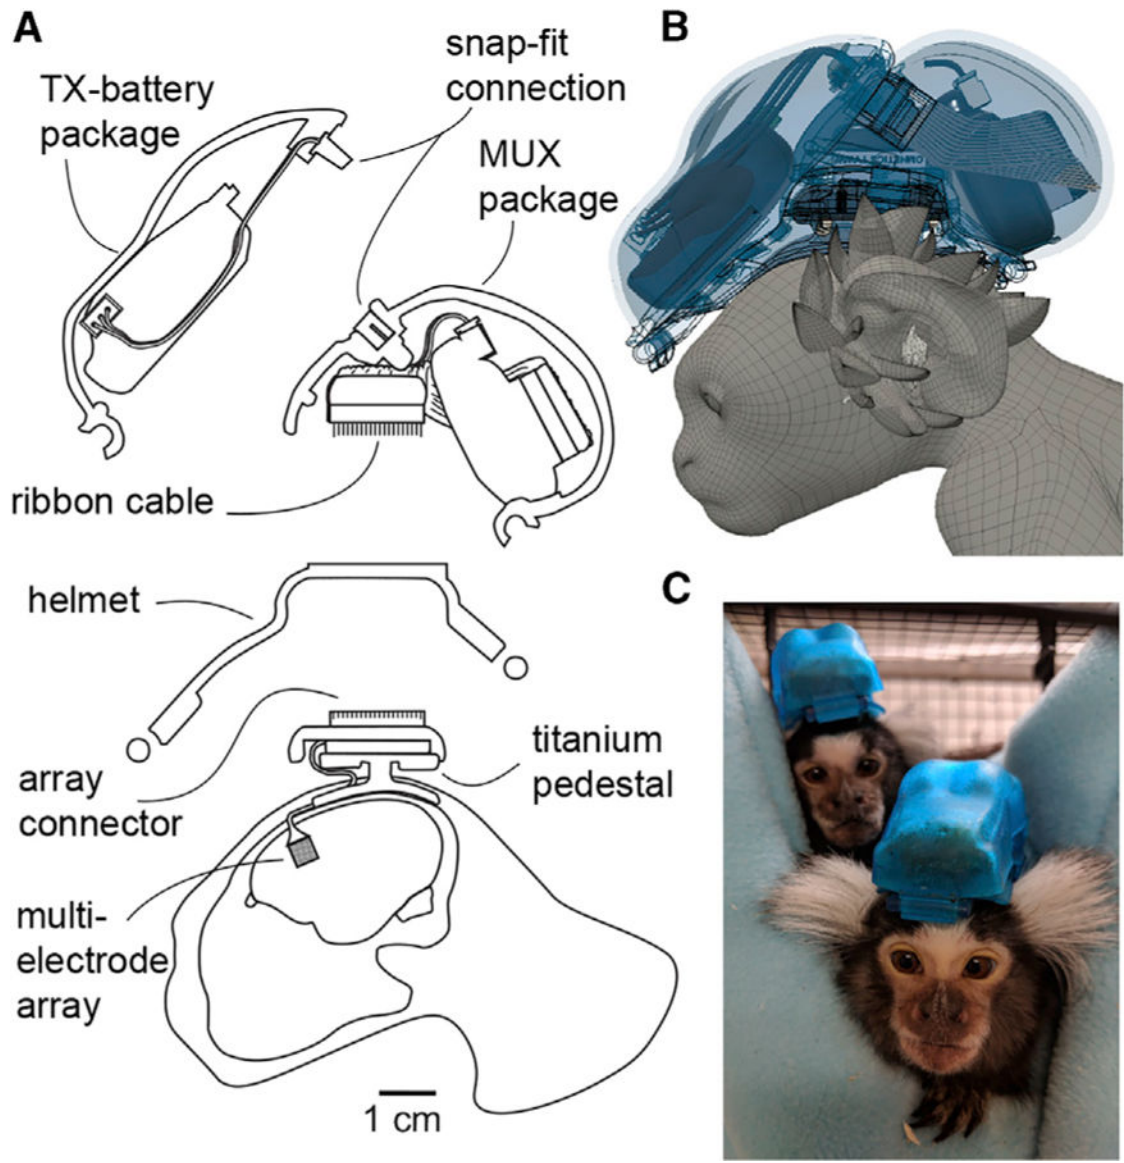 A
TX-battery
package
snap-fit
connection
MUX
package
ribbon cable
helmet
array
connector
titanium
pedestal
multi-
electrode
array
1 cm
B
C